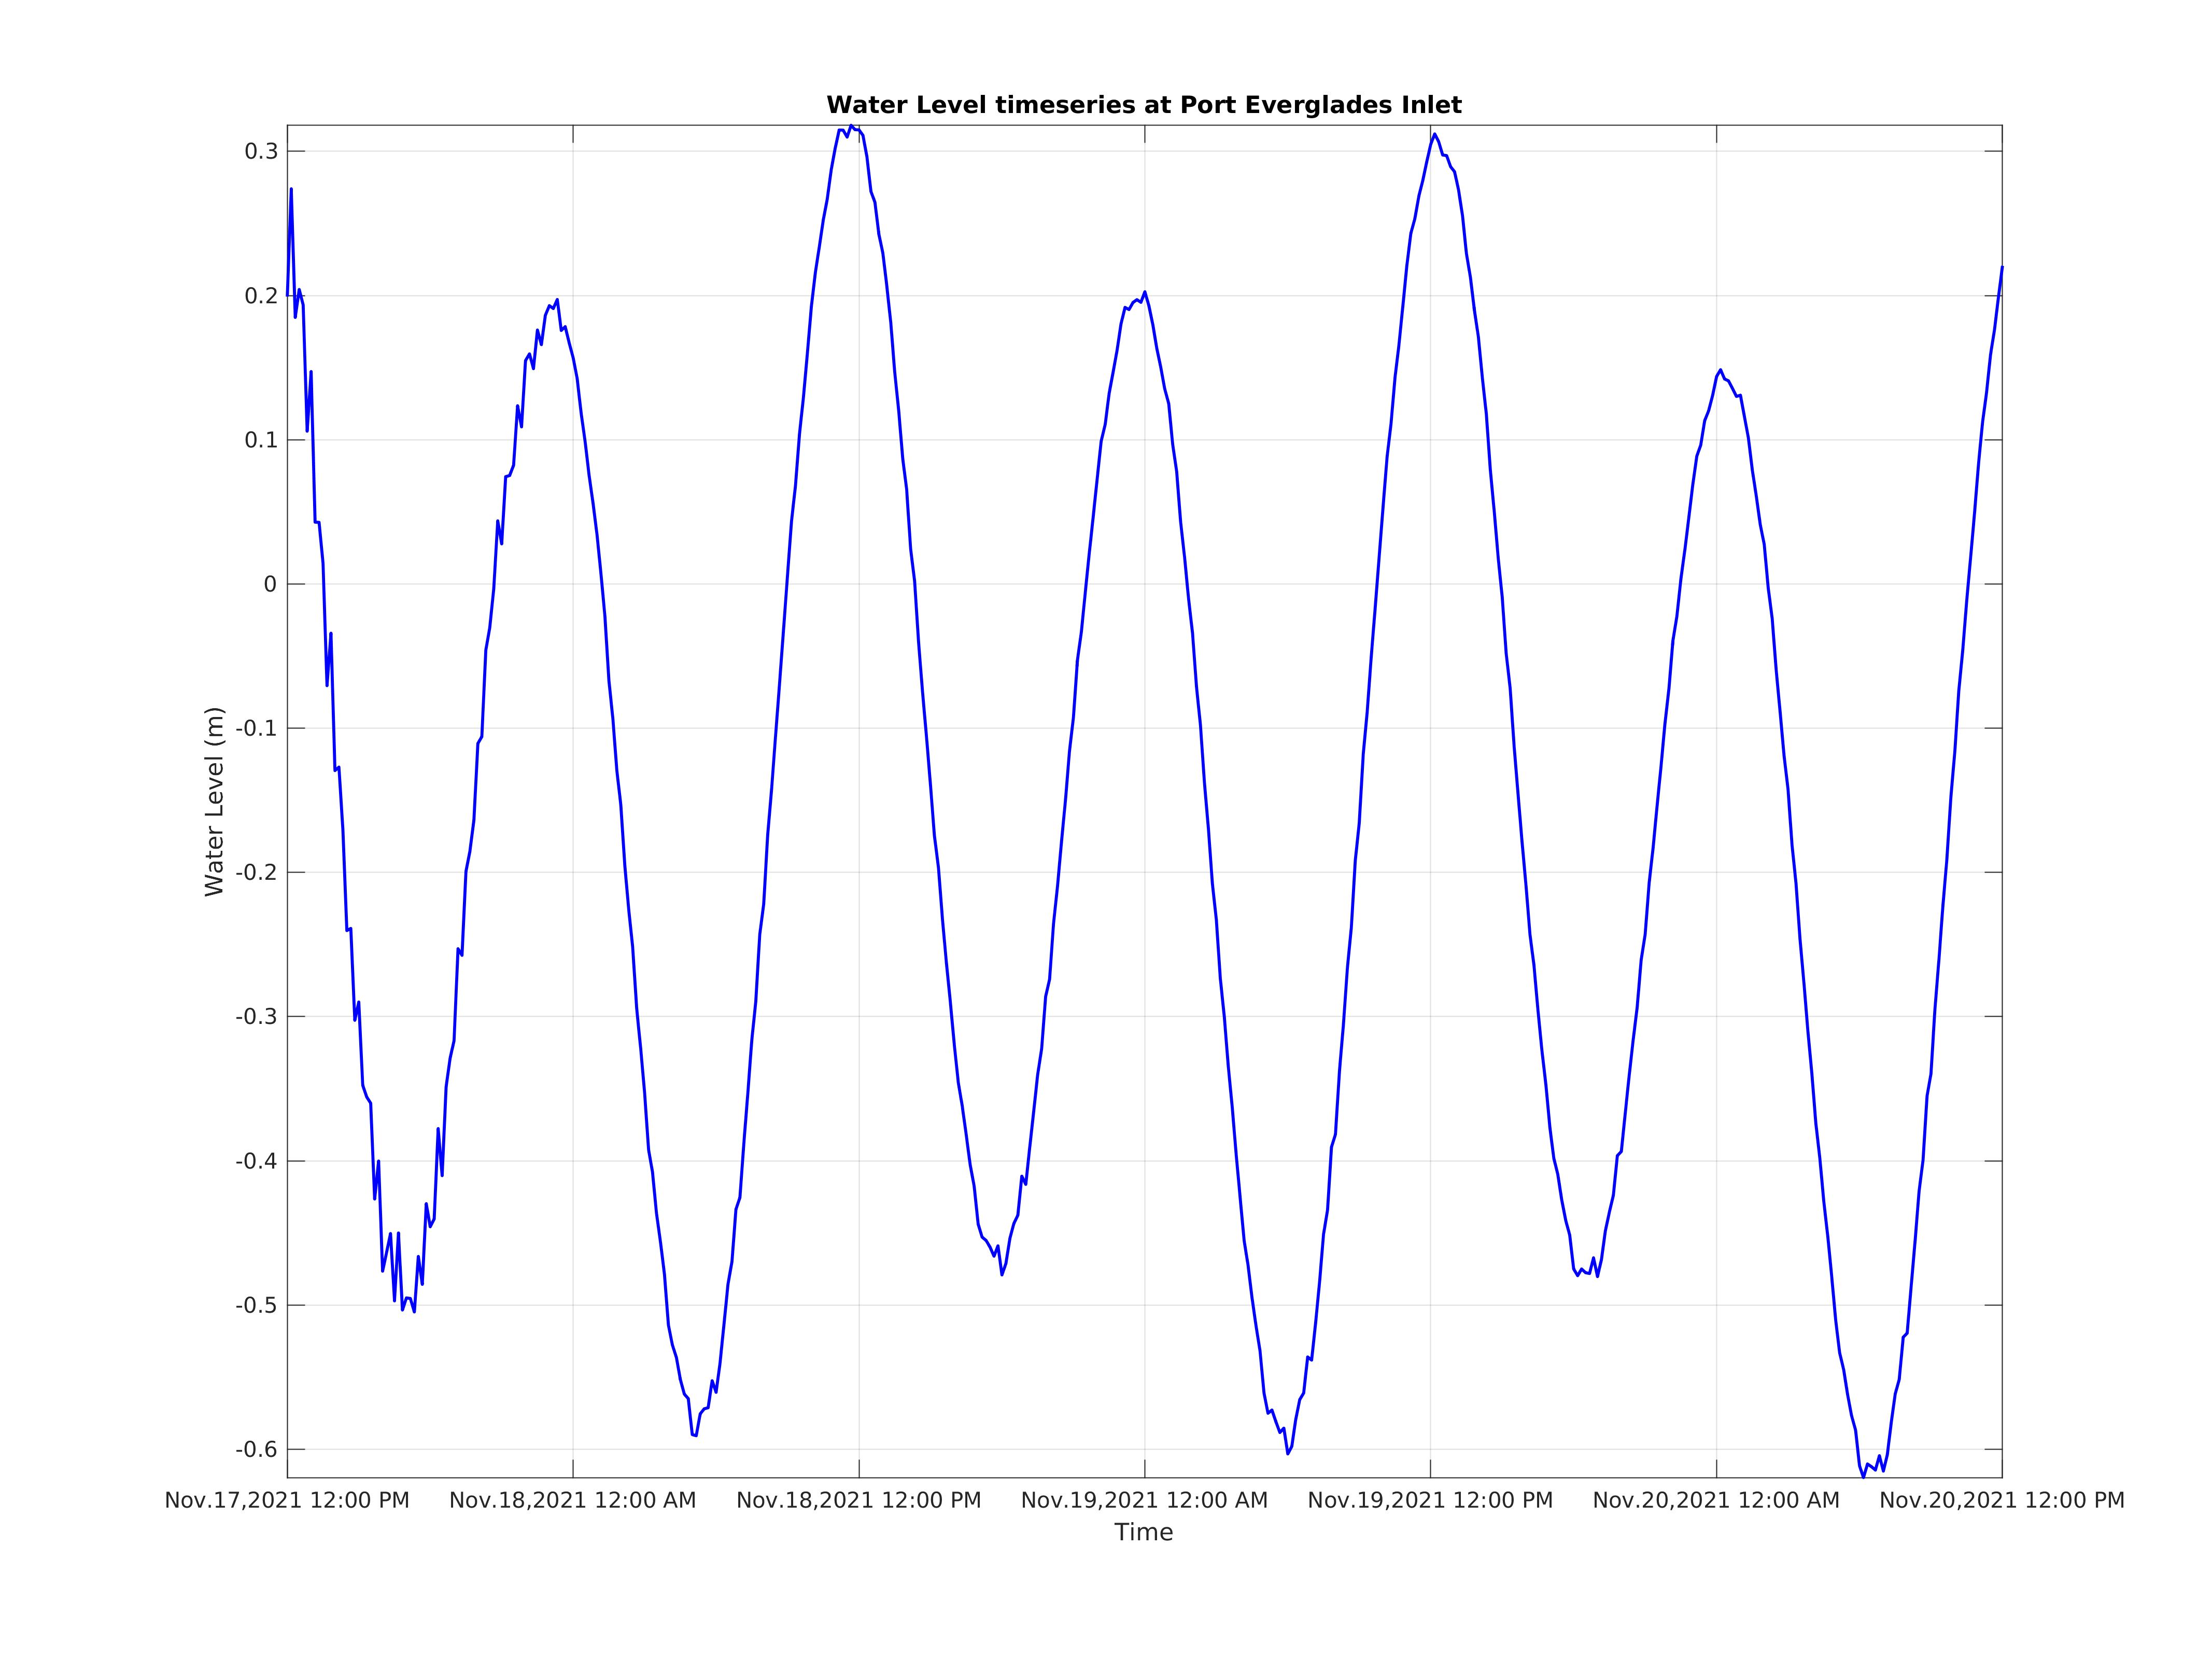 Water Level timeseries at Port Everglades Inlet
0.3
0.2
0.1
0
-0.1
-0.2
-0.3
-0.4
-0.5
-0.6
Water Level (m)
Nov.17,2021 12:00 PM
Nov.18,2021 12:00 AM
Nov.18,2021 12:00 PM
Nov.19,2021 12:00 AM
Nov.19,2021 12:00 PM
Nov.20,2021 12:00 AM
Nov.20,2021 12:00 PM
Time